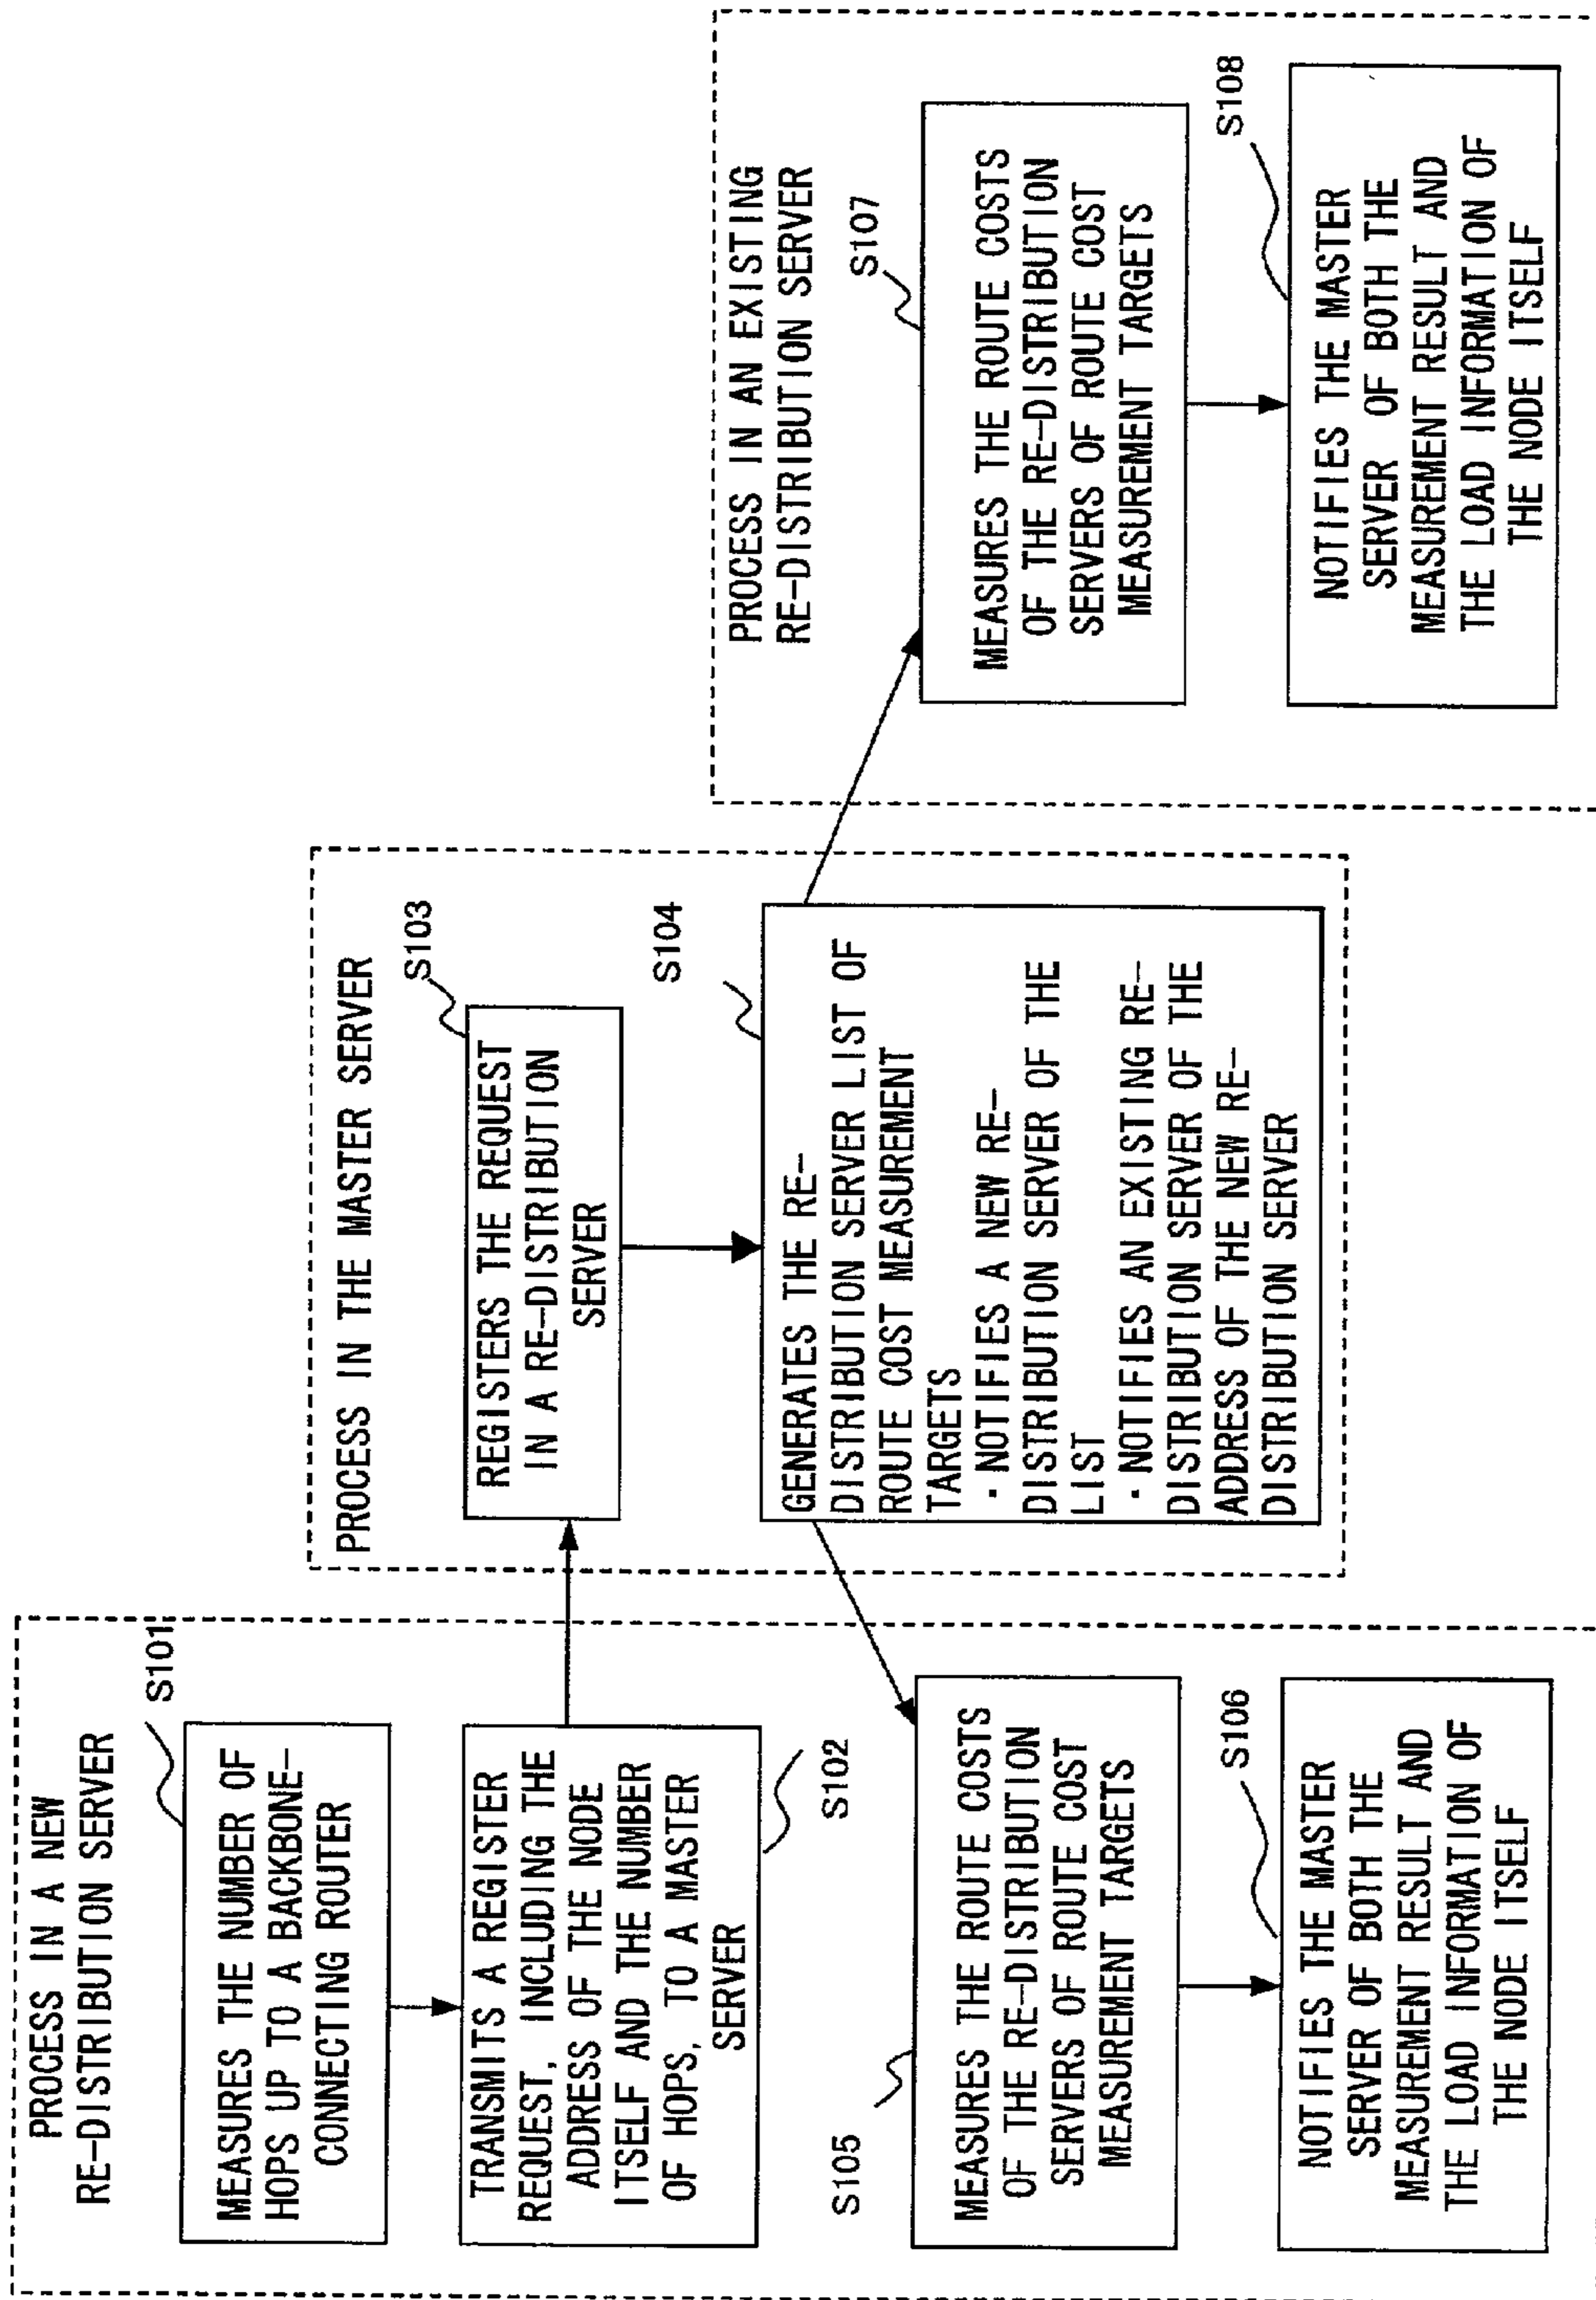 PROCESS IN A NEW
RE-DISTRIBUTION SERVER
S101
MEASURES THE NUMBER OF
HOPS UP TO A BACKBONE-
CONNECTING ROUTER
TRANSMITS A REGISTER
REQUEST, INCLUDING THE
ADDRESS OF THE NODE
ITSELF AND THE NUMBER
OF HOPS, TO A MASTER
SERVER
S102
S105
MEASURES THE ROUTE COSTS
OF THE RE-DISTRIBUTION
SERVERS OF ROUTE COST
MEASUREMENT TARGETS
S106
NOTIFIES THE MASTER
SERVER OF BOTH THE
MEASUREMENT RESULT AND
THE LOAD INFORMATION OF
THE NODE ITSELF
PROCESS IN THE MASTER SERVER
S103
REGISTERS THE REQUEST
IN A RE-DISTRIBUTION
SERVER
S104
GENERATES THE RE-
DISTRIBUTION SERVER LIST OF
ROUTE COST MEASUREMENT
TARGETS
・NOTIFIES A NEW RE-
DISTRIBUTION SERVER OF THE
LIST
・NOTIFIES AN EXISTING RE-
DISTRIBUTION SERVER OF THE
ADDRESS OF THE NEW RE-
DISTRIBUTION SERVER
PROCESS IN AN EXISTING
RE-DISTRIBUTION SERVER
S107
MEASURES THE ROUTE COSTS
OF THE RE-DISTRIBUTION
SERVERS OF ROUTE COST
MEASUREMENT TARGETS
S108
NOTIFIES THE MASTER
SERVER OF BOTH THE
MEASUREMENT RESULT AND
THE LOAD INFORMATION OF
THE NODE ITSELF